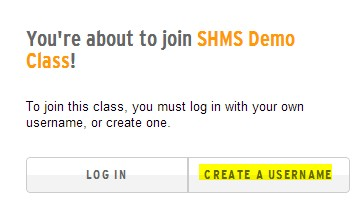 You're about to join SHMS Demo
Class!
To join this class, you must log in with your own
username, or create one.
LOG IN
CREATE A USERNAME